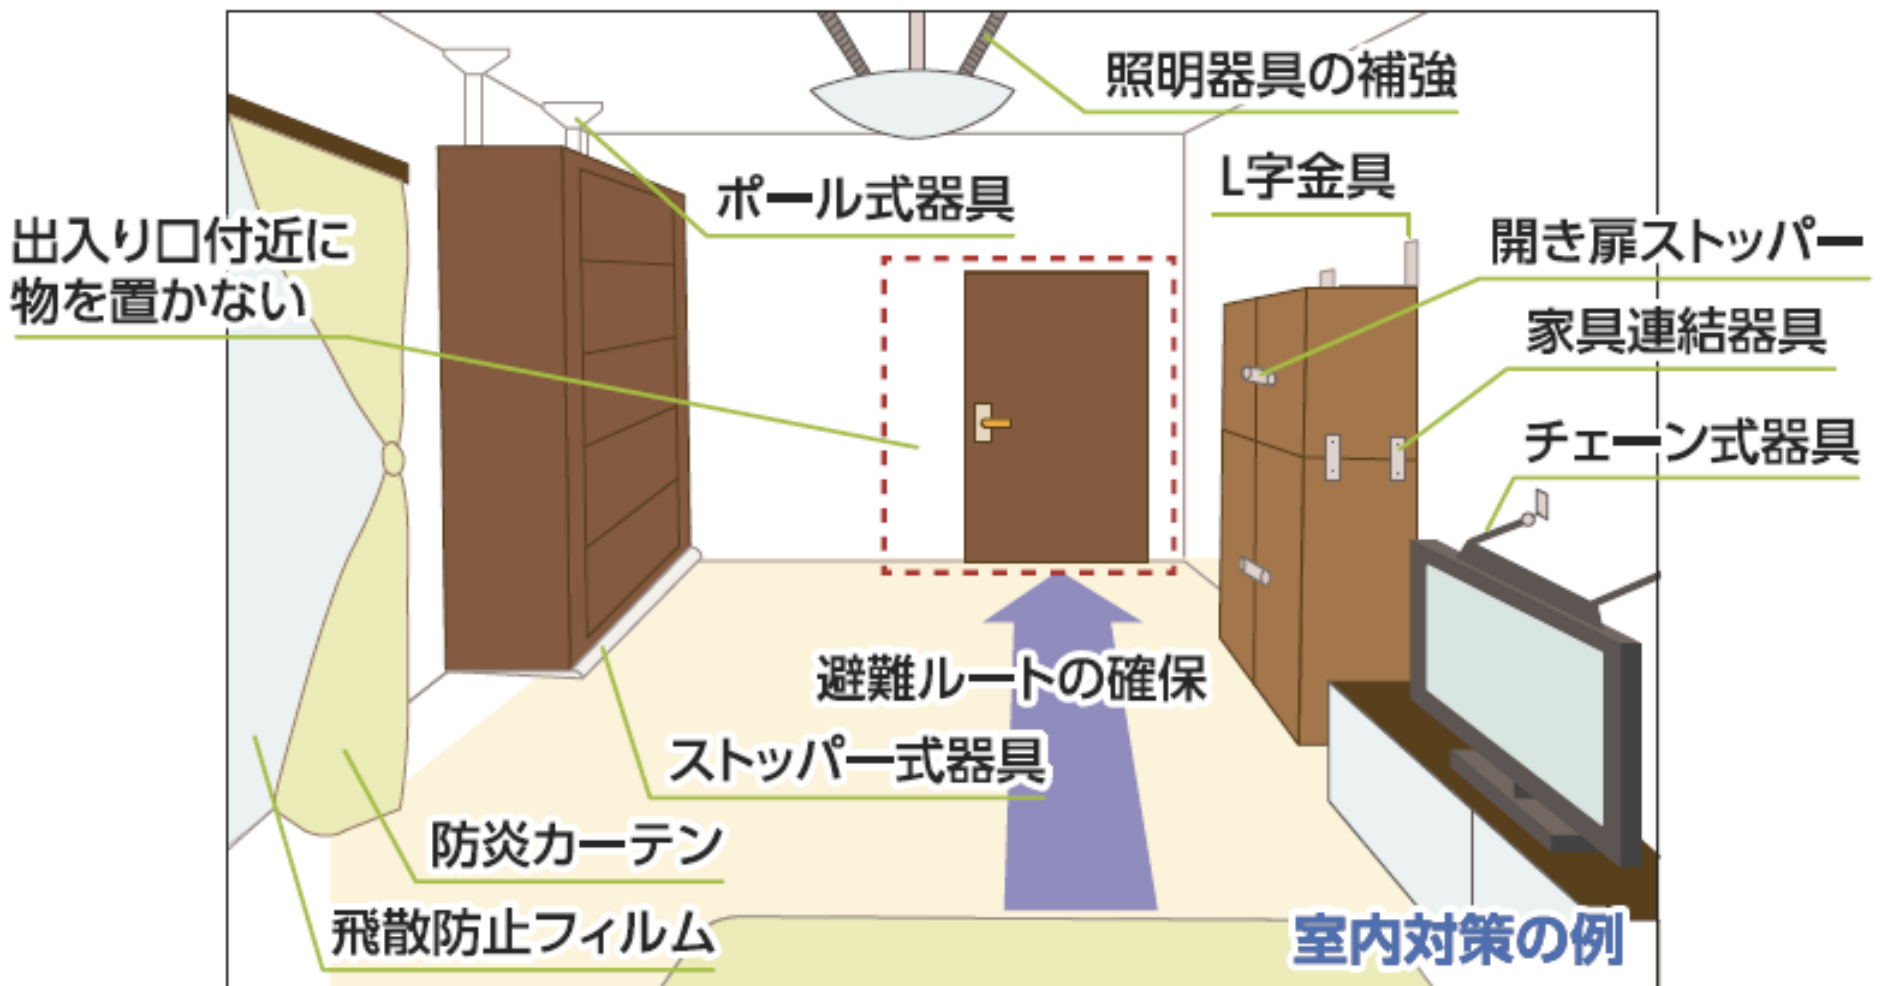 照明器具の補強
L字金具
ポール式器具
開き扉ストッパー
出入り口付近に
物を置かない
家具連結器具
チェーン式器具
避難ルートの確保
ストッパー式器具
防炎カーテン
飛散防止フィルム
室内対策の例